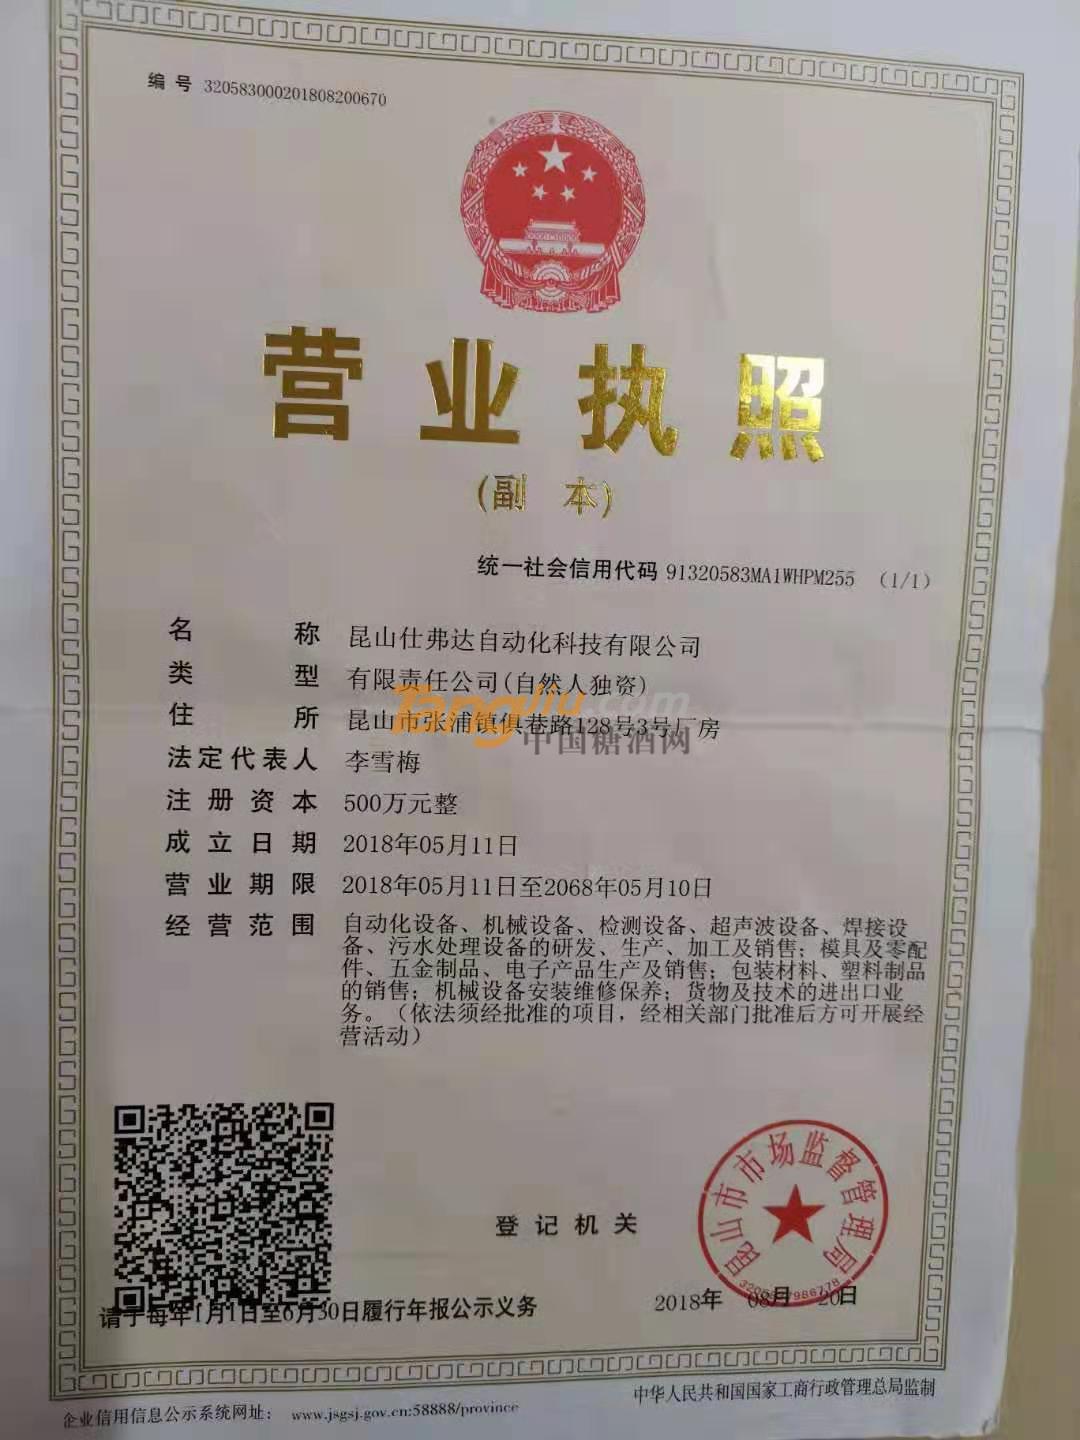 编号 320583000201808200670
营业执照
(副 本)
统一社会信用代码 91320583MA1WHPM255 (1/1)
名称 昆山仕弗达自动化科技有限公司
类型 有限责任公司(自然人独资)
住所 昆山市张浦镇俱巷路128号3号厂房
Tangjiu.com
中国糖酒网
法定代表人 李雪梅
注册资本 500万元整
成立日期 2018年05月11日
营业期限 2018年05月11日至2068年05月10日
经营范围 自动化设备、机械设备、检测设备、超声波设备、焊接设
备、污水处理设备的研发、生产、加工及销售；模具及零配
件、五金制品、电子产品生产及销售；包装材料、塑料制品
的销售；机械设备安装维修保养；货物及技术的进出口业
务。（依法须经批准的项目，经相关部门批准后方可开展经
营活动）
昆山市市场监督管理局
登记机关
请于每年1月1日至6月30日履行年报公示义务
2018年 08月 20日
企业信用信息公示系统网址： www.jsgsj.gov.cn:58888/province
中华人民共和国国家工商行政管理总局监制